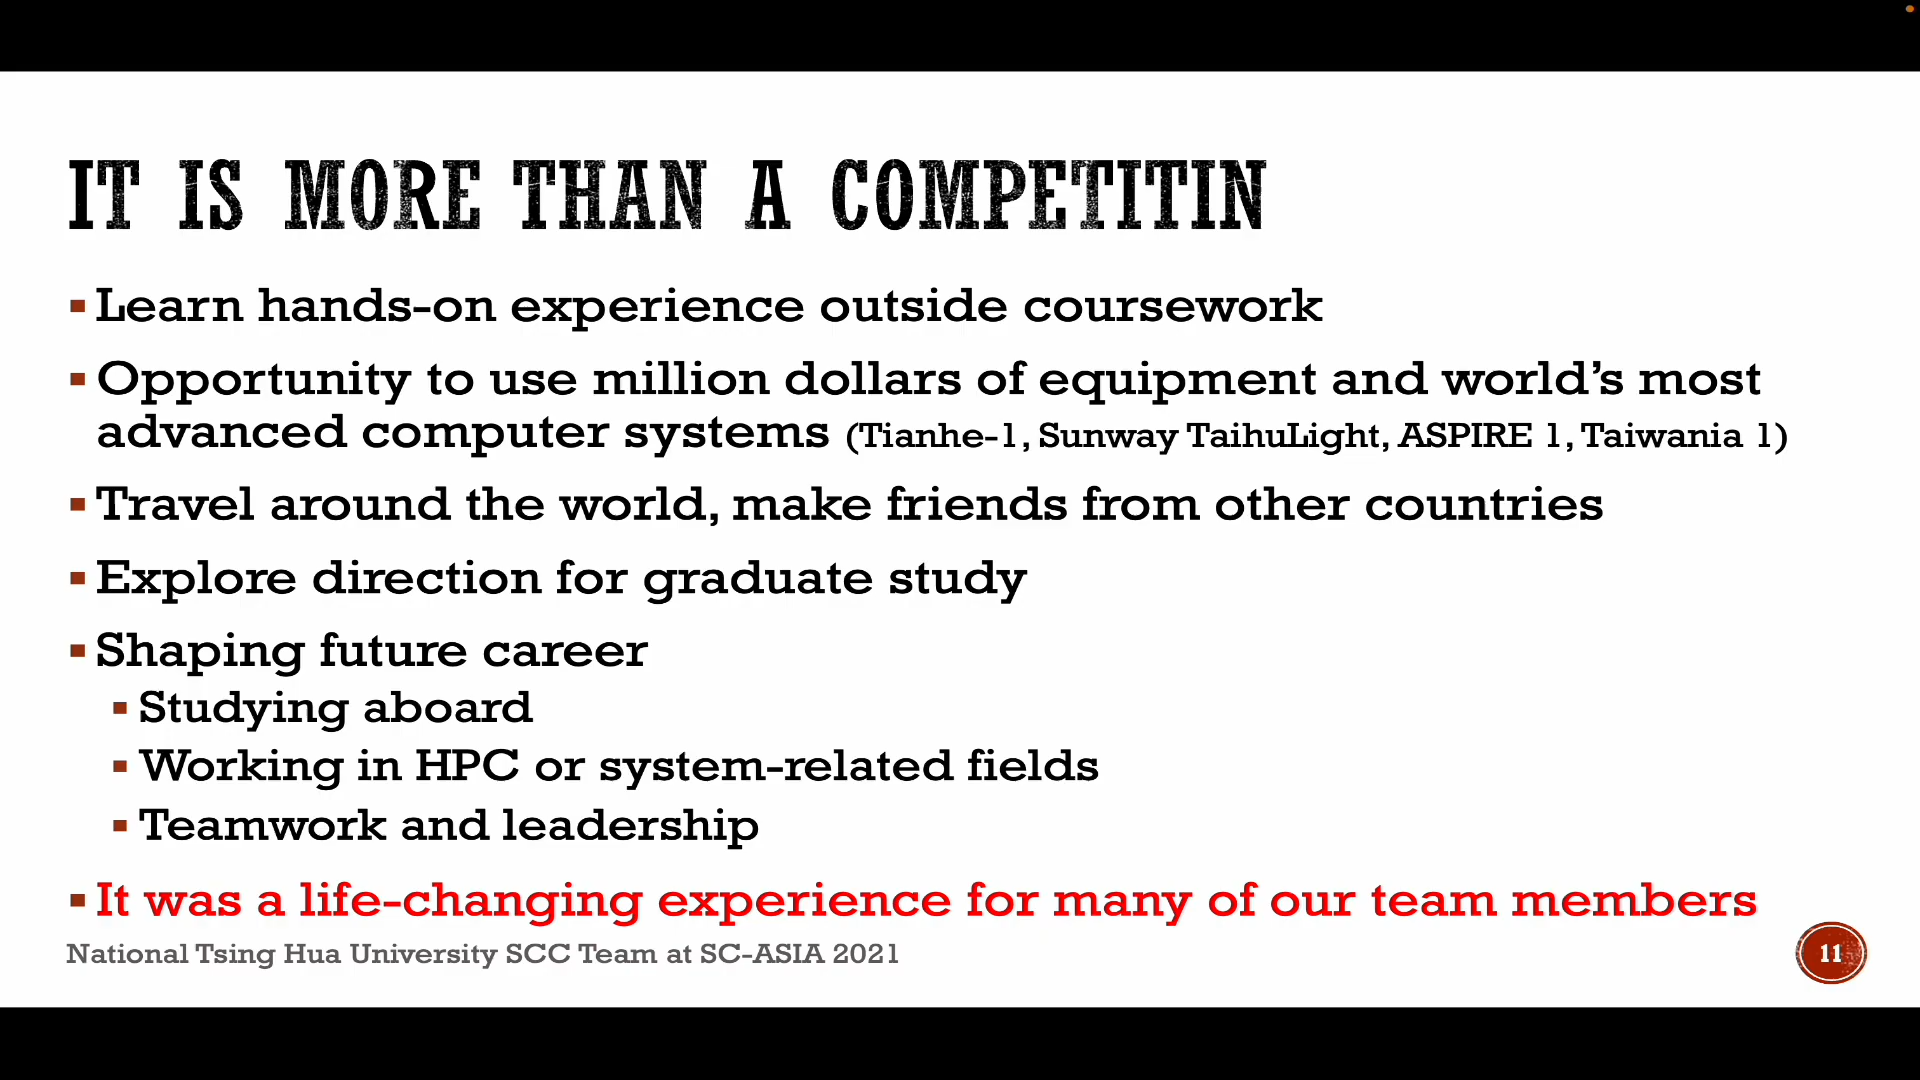 IT IS MORE THAN A COMPETITIN
Learn hands-on experience outside coursework
Opportunity to use million dollars of equipment and world’s most
advanced computer systems (Tianhe-1, Sunway TaihuLight, ASPIRE 1, Taiwania 1)
Travel around the world, make friends from other countries
Explore direction for graduate study
Shaping future career
Studying aboard
Working in HPC or system-related fields
Teamwork and leadership
It was a life-changing experience for many of our team members
National Tsing Hua University SCC Team at SC-ASIA 2021
11